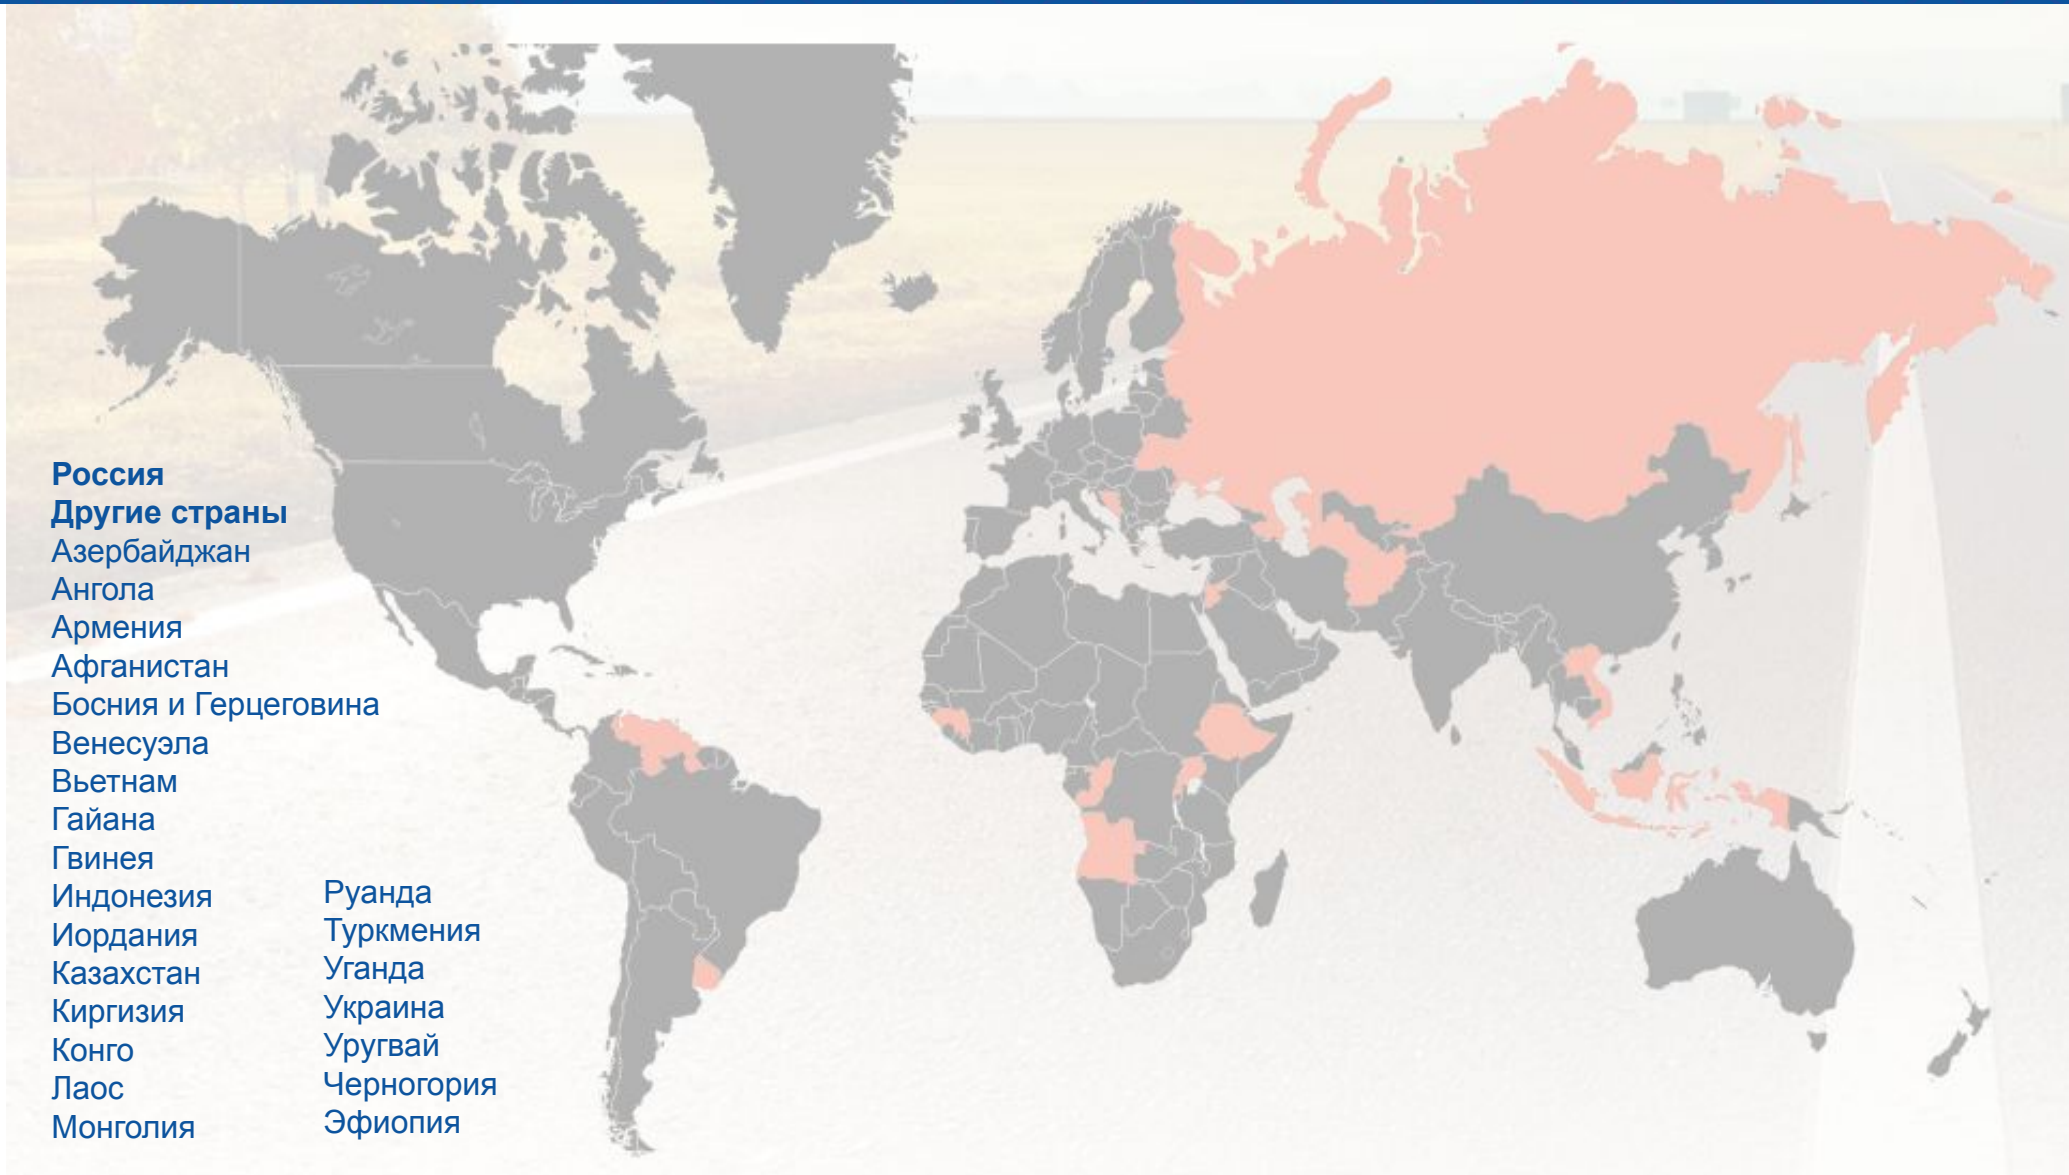 Россия
Другие страны
Азербайджан
Ангола
Армения
Афганистан
Босния и Герцеговина
Венесуэла
Вьетнам
Гайана
Гвинея
Индонезия
Иордания
Казахстан
Киргизия
Конго
Лаос
Монголия
Руанда
Туркмения
Уганда
Украина
Уругвай
Черногория
Эфиопия